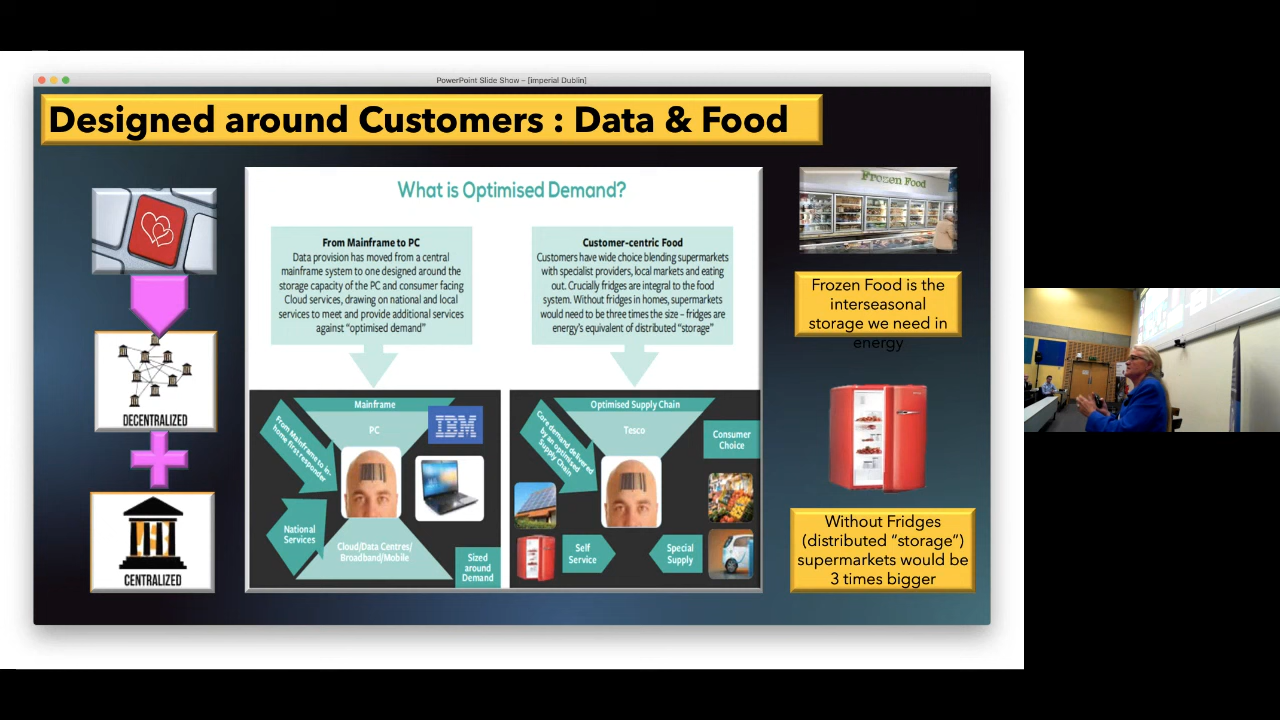 PowerPoint Slide Show – [imperial Dublin]
Designed around Customers : Data & Food
What is Optimised Demand?
From Mainframe to PC
Data provision has moved from a central
mainframe system to one designed around the
storage capacity of the PC and consumer facing
Cloud services, drawing on national and local
services to meet and provide additional services
against “optimised demand”
Customer-centric Food
Customers have wide choice blending supermarkets
with specialist providers, local markets and eating
out. Crucially fridges are integral to the food
system. Without fridges in homes, supermarkets
would need to be three times the size – fridges are
energy’s equivalent of distributed “storage”
DECENTRALIZED
CENTRALIZED
Mainframe
PC
From Mainframe to in-
home first responder
IBM
National
Services
Cloud/Data Centres/
Broadband/Mobile
Sized
around
Demand
Optimised Supply Chain
Tesco
Core demand delivered
by an optimised
Supply Chain
Consumer
Choice
Self
Service
Special
Supply
Frozen Food
Frozen Food is the
interseasonal
storage we need in
energy
Without Fridges
(distributed “storage”)
supermarkets would be
3 times bigger